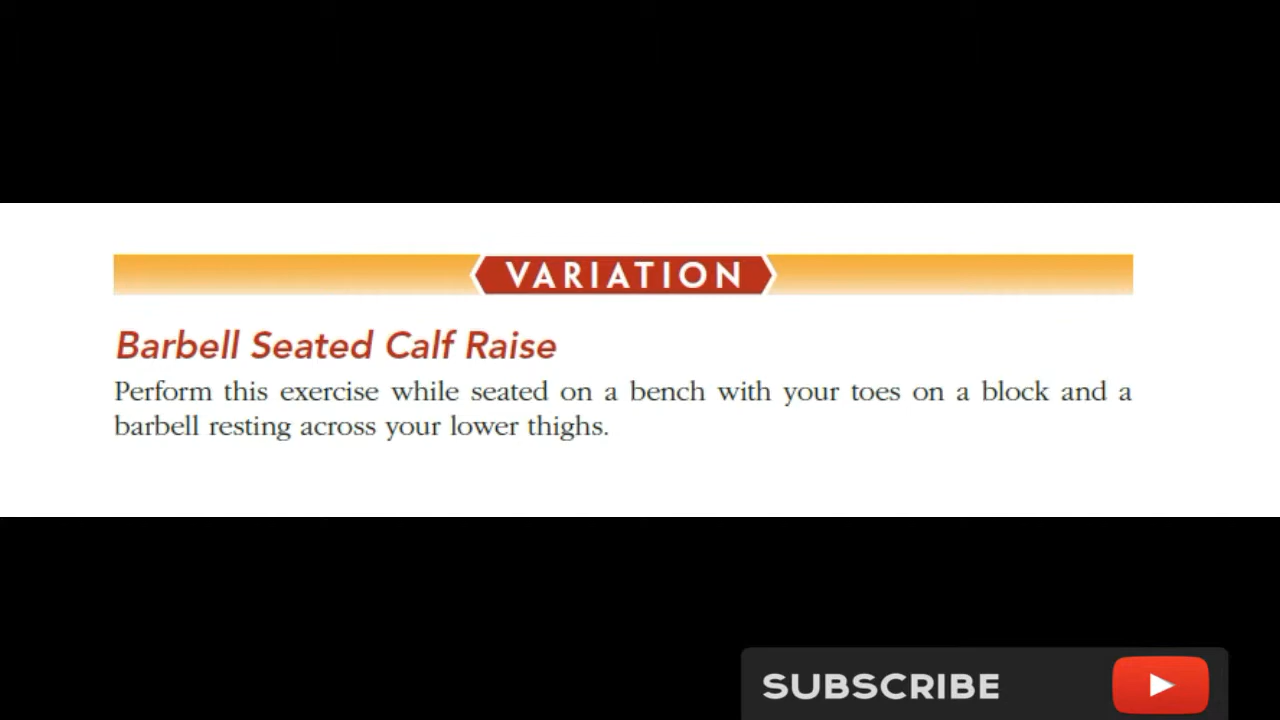 VARIATION
Barbell Seated Calf Raise
Perform this exercise while seated on a bench with your toes on a block and a
barbell resting across your lower thighs.
SUBSCRIBE